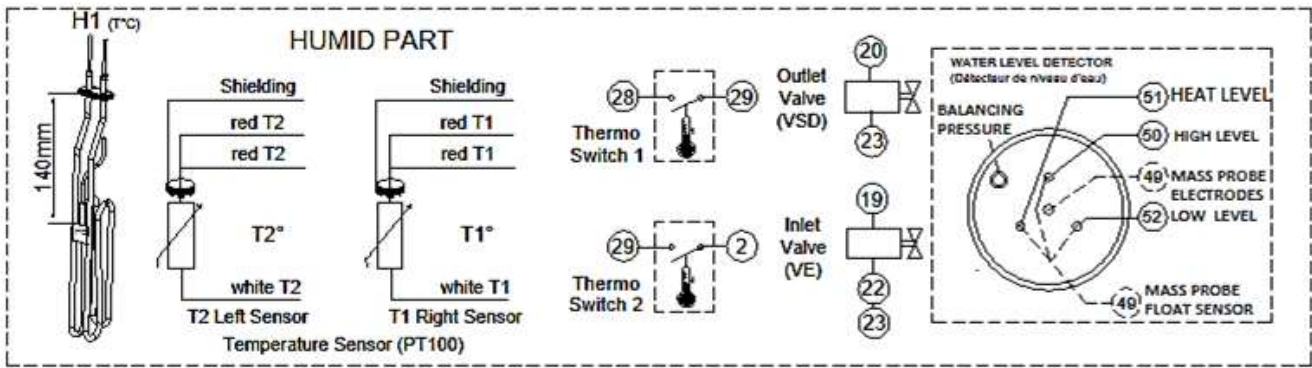 H1 (T°C)
140mm
HUMID PART
Shielding
red T2
red T2
T2°
white T2
T2 Left Sensor
Shielding
red T1
red T1
T1°
white T1
T1 Right Sensor
Temperature Sensor (PT100)
28
29
Thermo
Switch 1
29
2
Thermo
Switch 2
Outlet
Valve
(VSD)
20
23
Inlet
Valve
(VE)
19
22
23
WATER LEVEL DETECTOR
(Détecteur de niveau d'eau)
BALANCING
PRESSURE
51 HEAT LEVEL
50 HIGH LEVEL
49 MASS PROBE
ELECTRODES
52 LOW LEVEL
49 MASS PROBE
FLOAT SENSOR